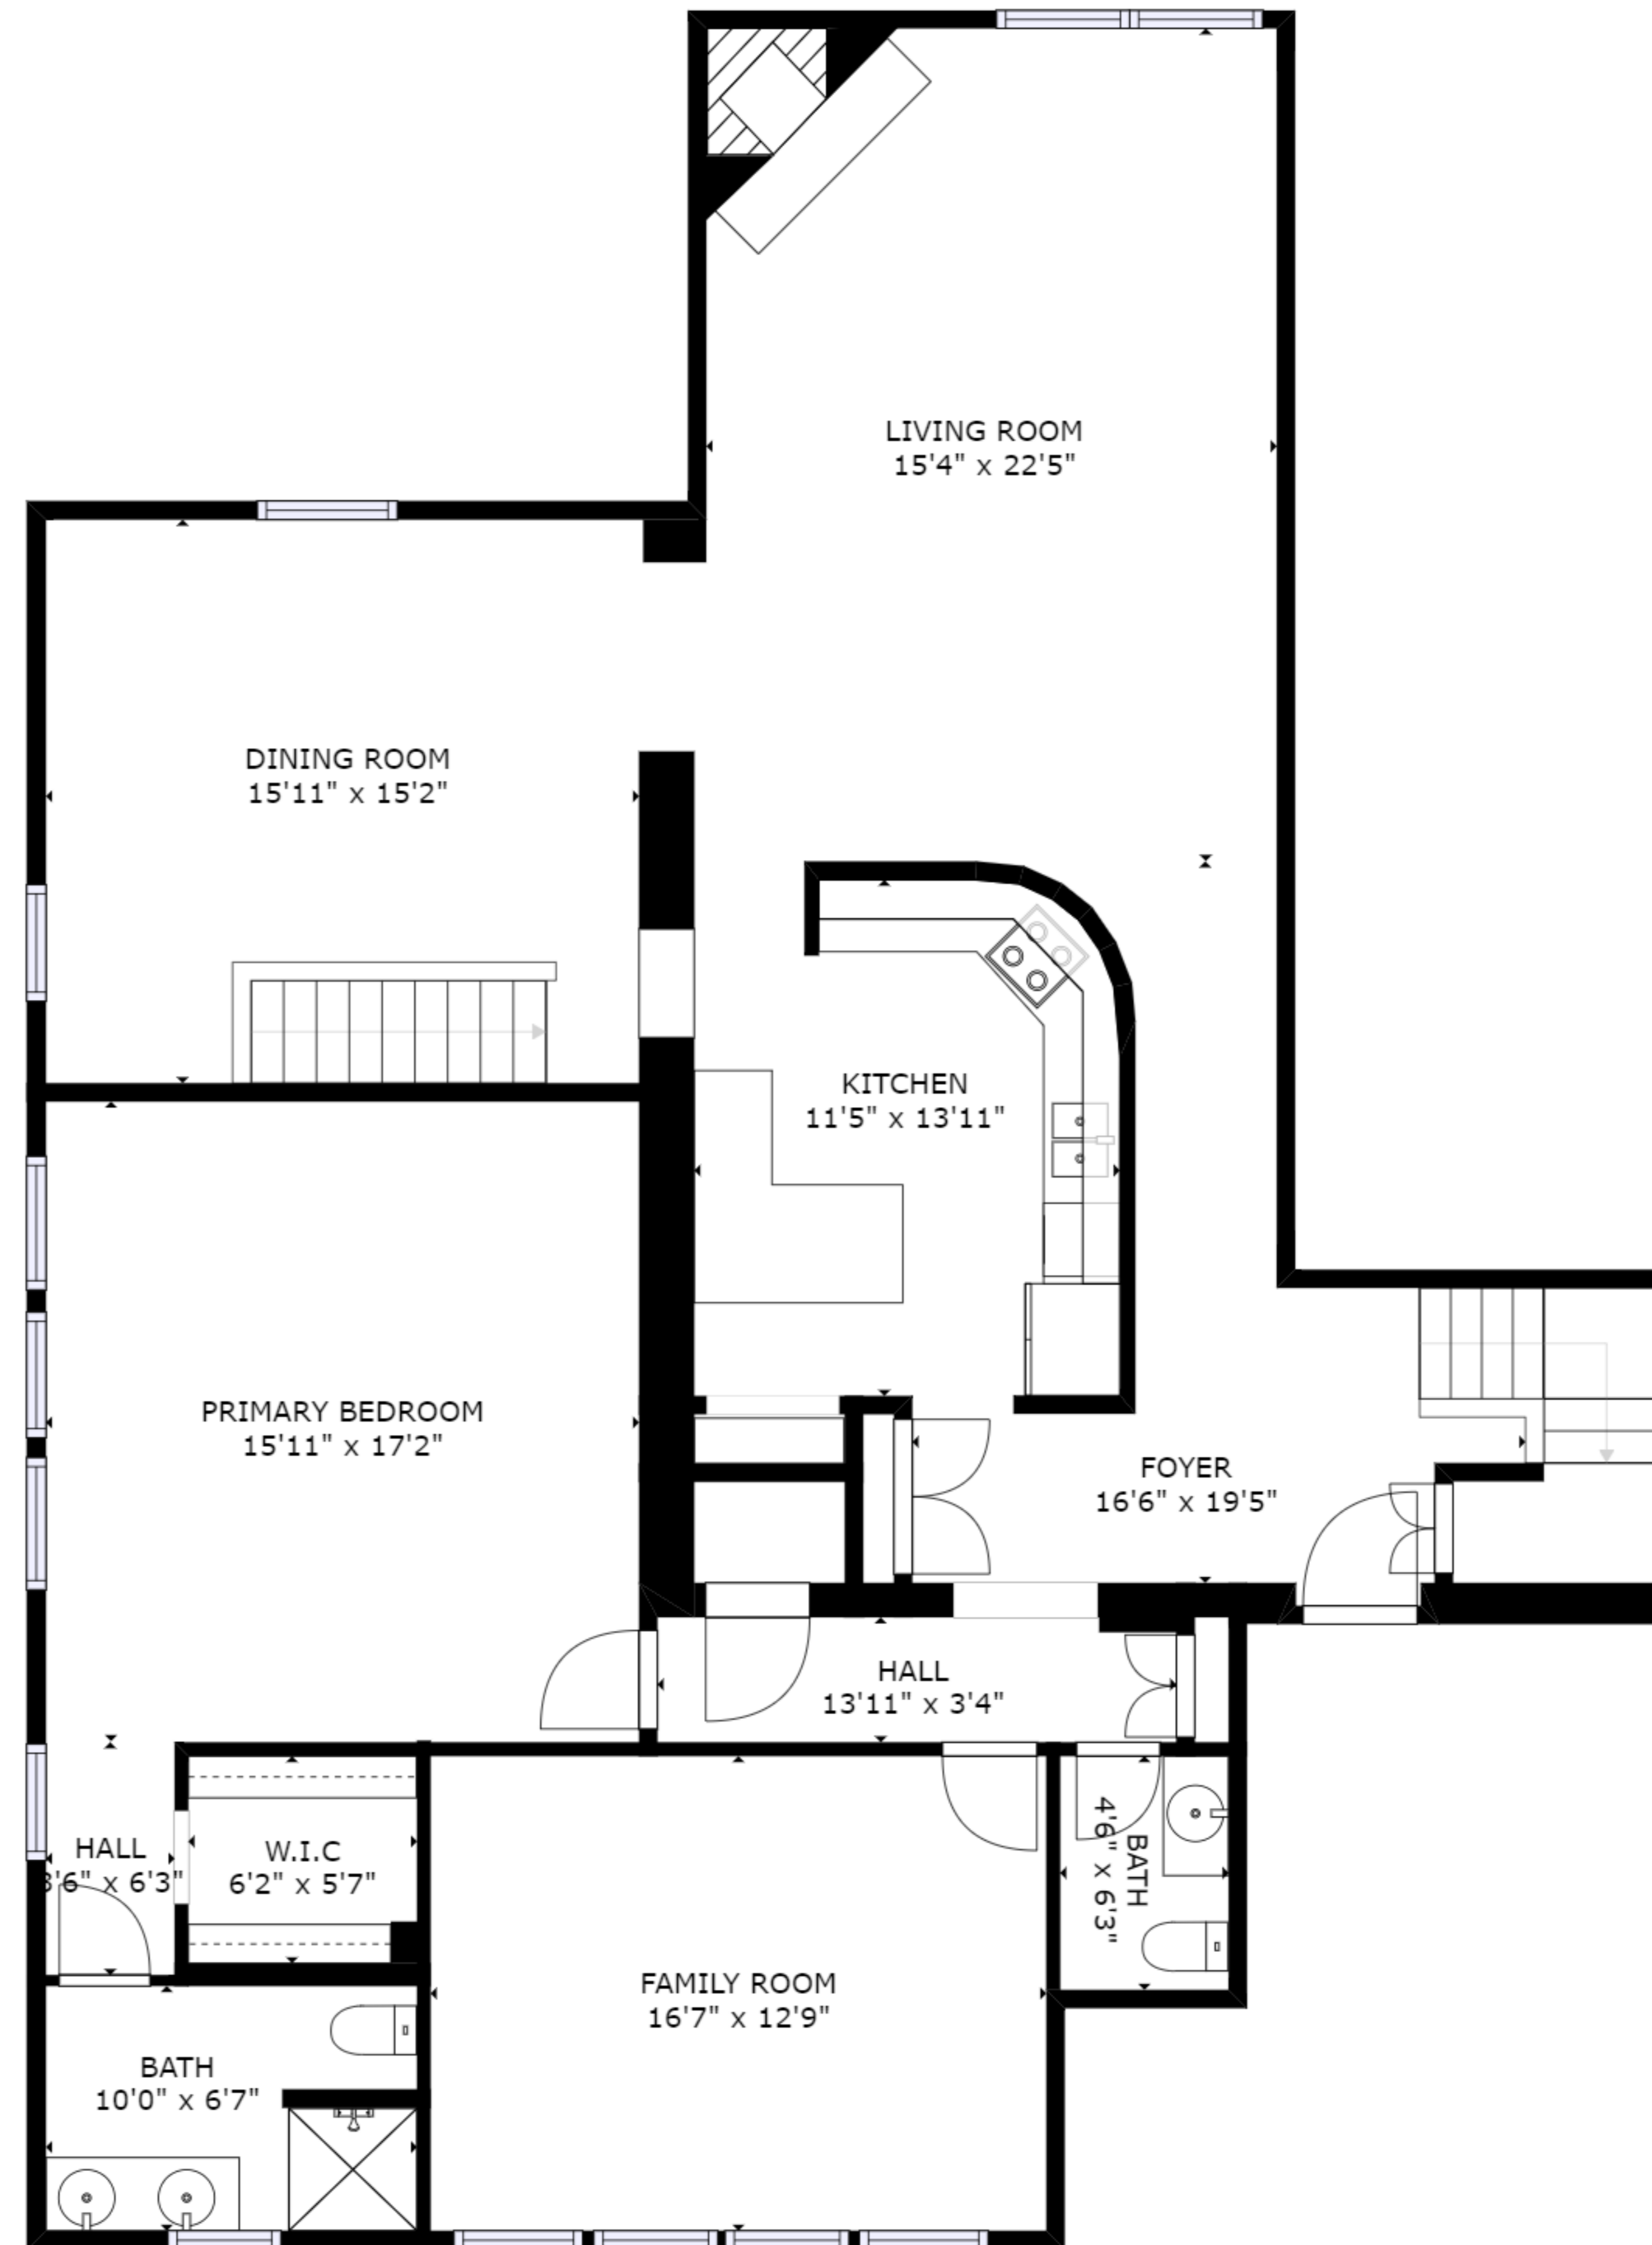 LIVING ROOM
15'4" x 22'5"
DINING ROOM
15'11" x 15'2"
KITCHEN
11'5" x 13'11"
PRIMARY BEDROOM
15'11" x 17'2"
FOYER
16'6" x 19'5"
HALL
13'11" x 3'4"
HALL
3'6" x 6'3"
W.I.C
6'2" x 5'7"
BATH
4'6" x 6'3"
FAMILY ROOM
16'7" x 12'9"
BATH
10'0" x 6'7"